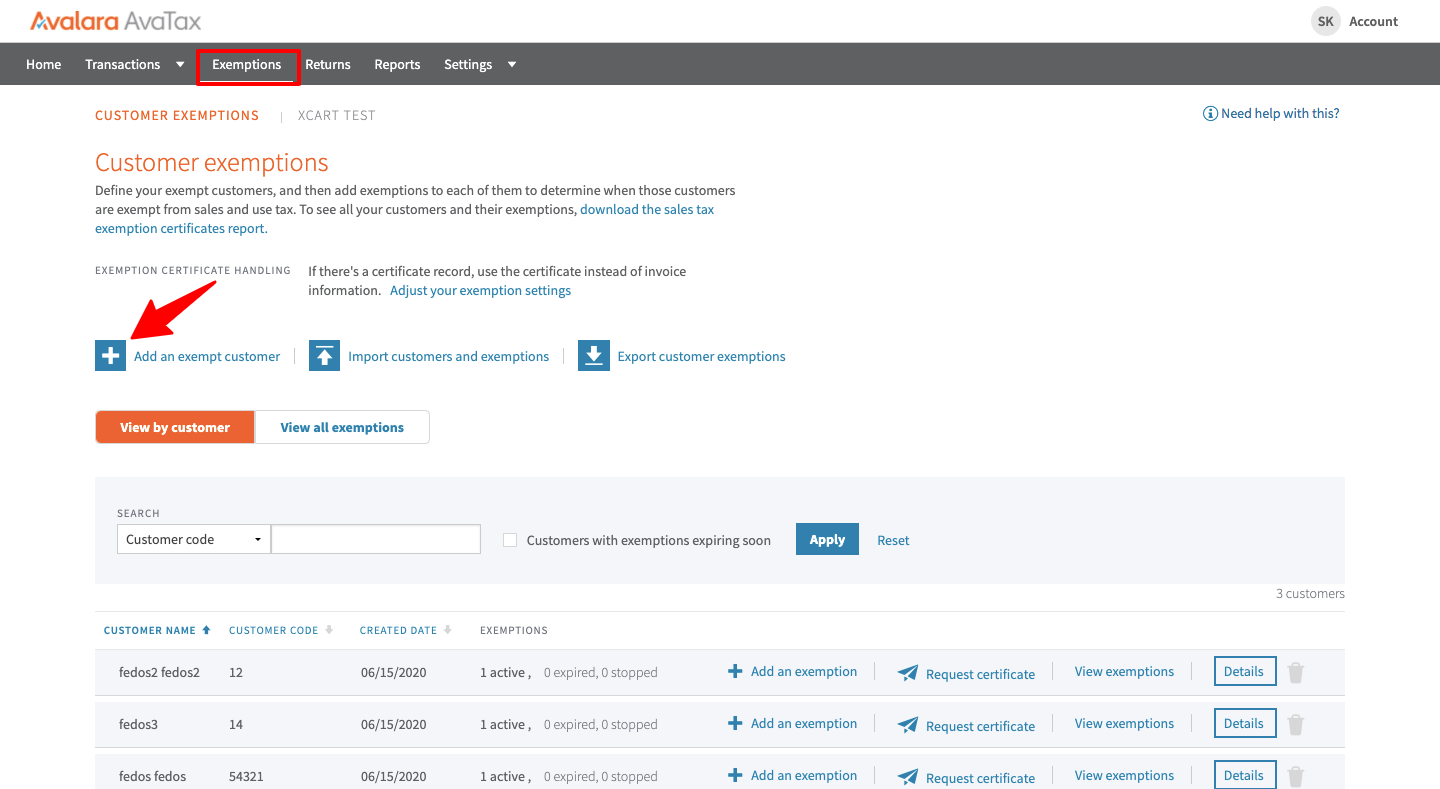 Avalara AvaTax
SK Account
Home Transactions Exemptions Returns Reports Settings
CUSTOMER EXEMPTIONS | XCART TEST
Need help with this?
Customer exemptions
Define your exempt customers, and then add exemptions to each of them to determine when those customers
are exempt from sales and use tax. To see all your customers and their exemptions, download the sales tax
exemption certificates report.
EXEMPTION CERTIFICATE HANDLING If there's a certificate record, use the certificate instead of invoice
information. Adjust your exemption settings
Add an exempt customer Import customers and exemptions Export customer exemptions
View by customer View all exemptions
SEARCH
Customer code Customers with exemptions expiring soon Apply Reset
3 customers
CUSTOMER NAME CUSTOMER CODE CREATED DATE EXEMPTIONS
fedos2 fedos2 12 06/15/2020 1 active , 0 expired, 0 stopped Add an exemption Request certificate View exemptions Details
fedos3 14 06/15/2020 1 active , 0 expired, 0 stopped Add an exemption Request certificate View exemptions Details
fedos fedos 54321 06/15/2020 1 active , 0 expired, 0 stopped Add an exemption Request certificate View exemptions Details